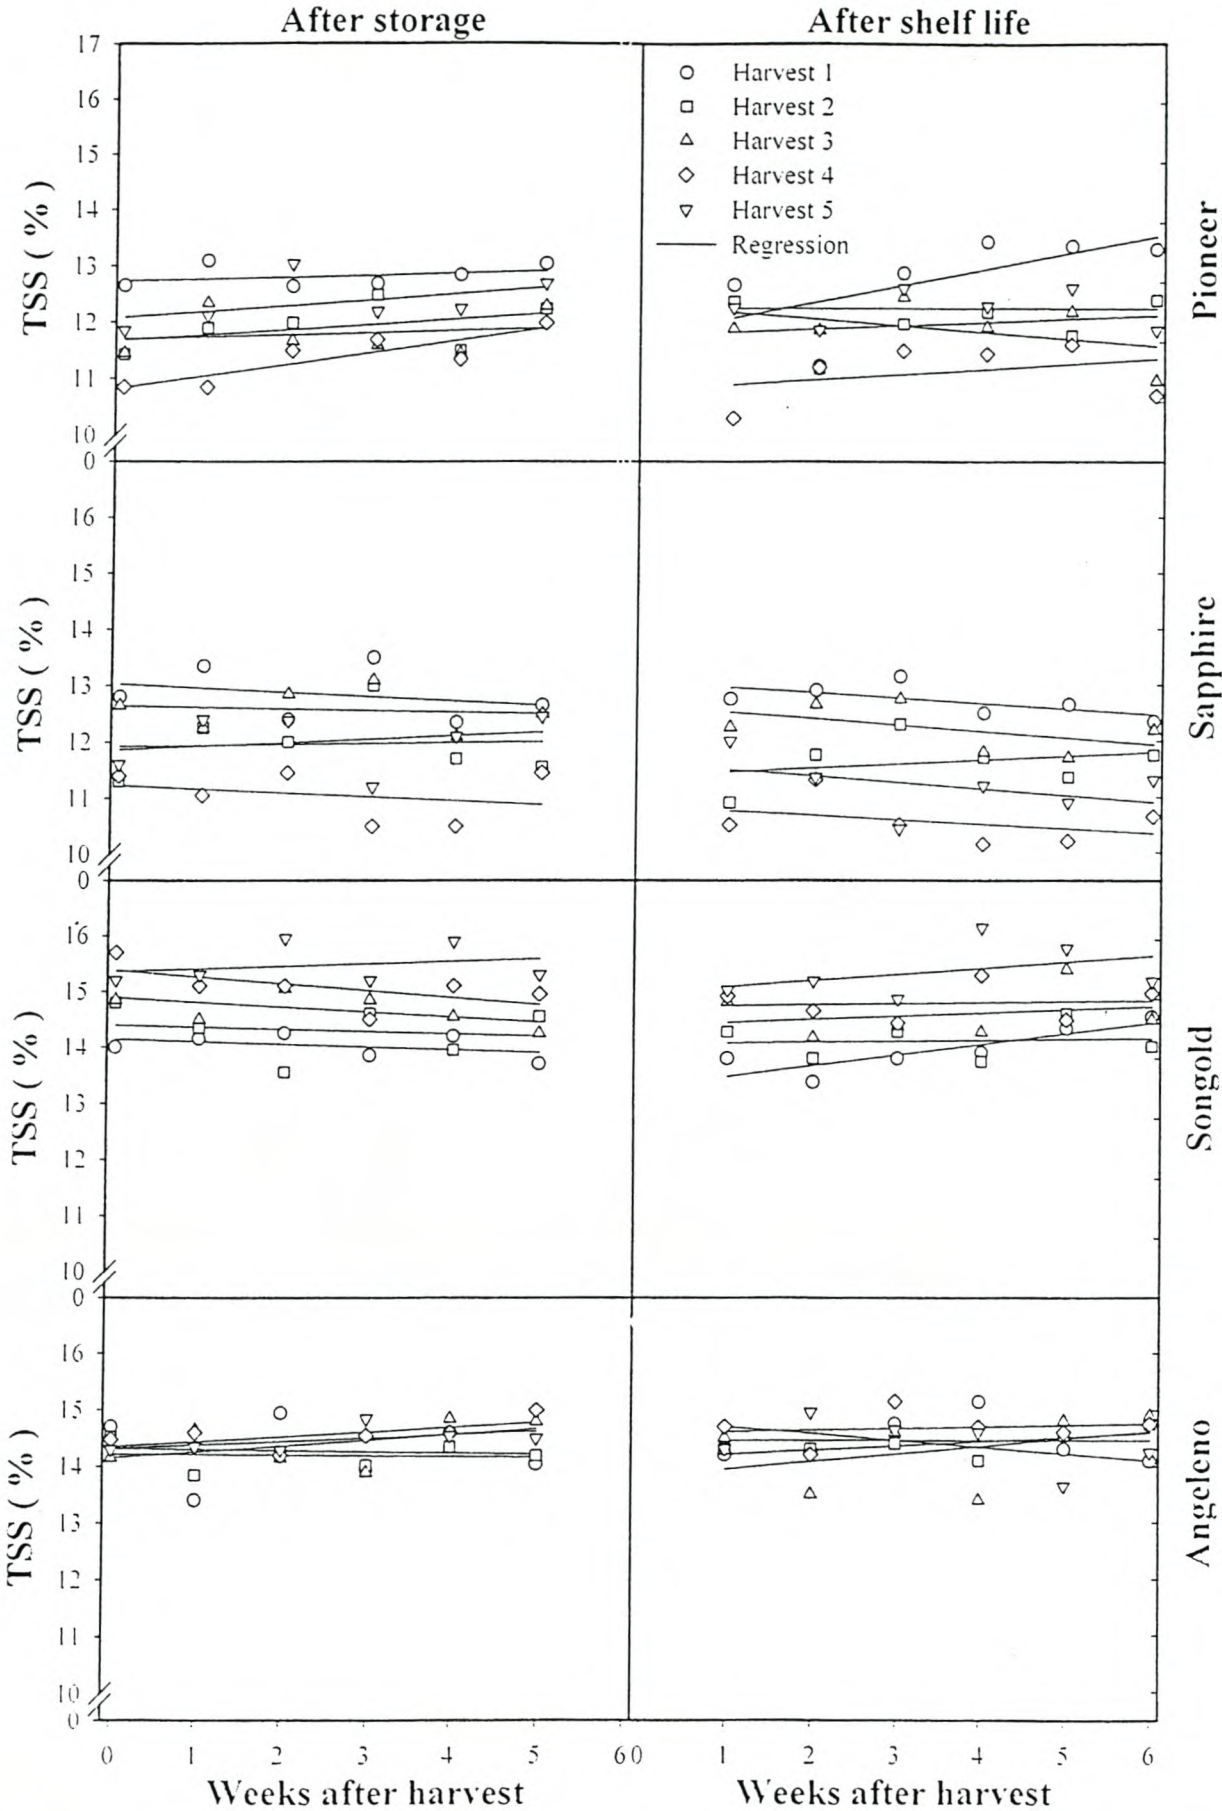 After storage After shelf life
17
16
15
14
13
12
11
10
0
TSS ( % )
Harvest 1
Harvest 2
Harvest 3
Harvest 4
Harvest 5
Regression
Pioneer
16
15
14
13
12
11
10
0
TSS ( % )
Sapphire
16
15
14
13
12
11
10
0
TSS ( % )
Songold
16
15
14
13
12
11
10
0
TSS ( % )
Angeleno
0 1 2 3 4 5 6 0 1 2 3 4 5 6
Weeks after harvest Weeks after harvest